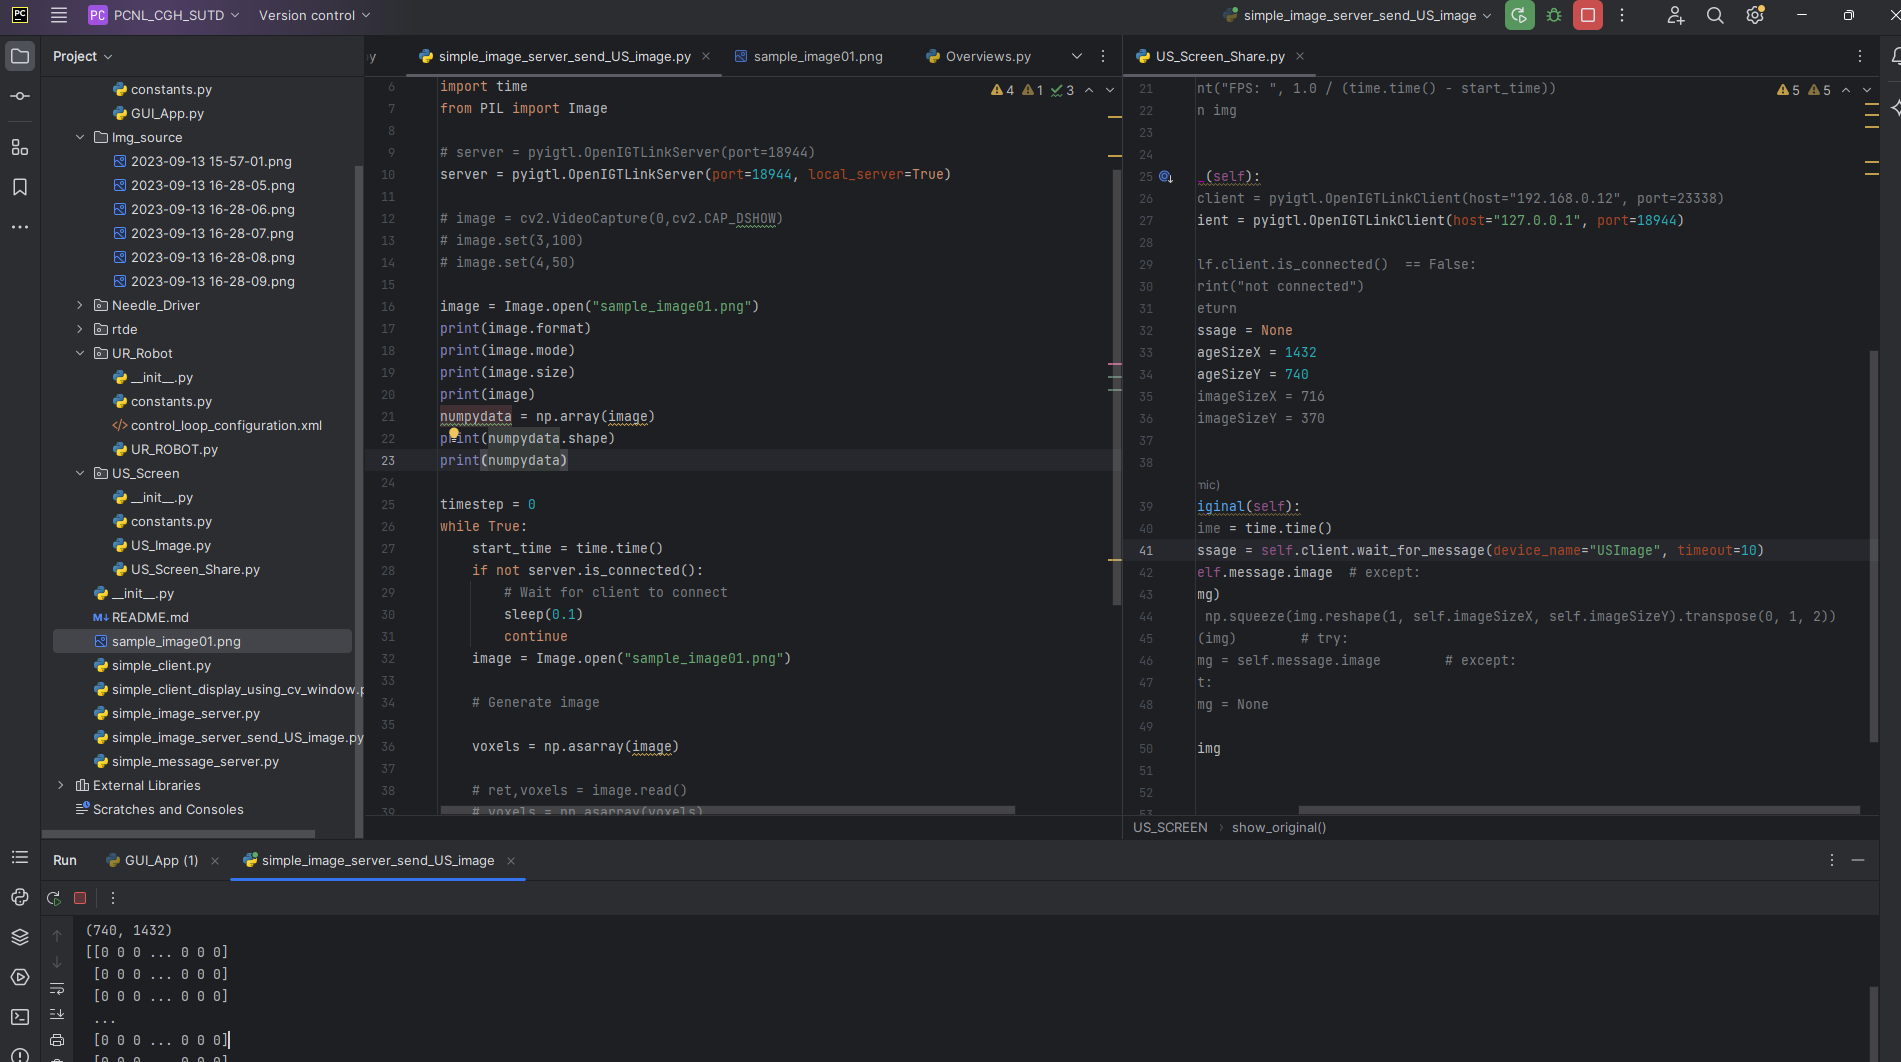 PC
PC PCNL_CGH_SUTD Version control simple_image_server_send_US_image
Project
constants.py
GUI_App.py
Img_source
2023-09-13 15-57-01.png
2023-09-13 16-28-05.png
2023-09-13 16-28-06.png
2023-09-13 16-28-07.png
2023-09-13 16-28-08.png
2023-09-13 16-28-09.png
Needle_Driver
rtde
UR_Robot
__init__.py
constants.py
control_loop_configuration.xml
UR_ROBOT.py
US_Screen
__init__.py
constants.py
US_Image.py
US_Screen_Share.py
__init__.py
README.md
sample_image01.png
simple_client.py
simple_client_display_using_cv_window.p
simple_image_server.py
simple_image_server_send_US_image.py
simple_message_server.py
External Libraries
Scratches and Consoles
y simple_image_server_send_US_image.py sample_image01.png Overviews.py
4 1 3
6 import time
7 from PIL import Image
8
9 # server = pyigtl.OpenIGTLinkServer(port=18944)
10 server = pyigtl.OpenIGTLinkServer(port=18944, local_server=True)
11
12 # image = cv2.VideoCapture(0,cv2.CAP_DSHOW)
13 # image.set(3,100)
14 # image.set(4,50)
15
16 image = Image.open("sample_image01.png")
17 print(image.format)
18 print(image.mode)
19 print(image.size)
20 print(image)
21 numpydata = np.array(image)
22 print(numpydata.shape)
23 print(numpydata)
24
25 timestep = 0
26 while True:
27 start_time = time.time()
28 if not server.is_connected():
29 # Wait for client to connect
30 sleep(0.1)
31 continue
32 image = Image.open("sample_image01.png")
33
34 # Generate image
35
36 voxels = np.asarray(image)
37
38 # ret,voxels = image.read()
39 # voxels = np.asarray(voxels)
US_Screen_Share.py
5 5
21 nt("FPS: ", 1.0 / (time.time() - start_time))
22 n img
23
24
25 _(self):
26 client = pyigtl.OpenIGTLinkClient(host="192.168.0.12", port=23338)
27 ient = pyigtl.OpenIGTLinkClient(host="127.0.0.1", port=18944)
28
29 lf.client.is_connected() == False:
30 rint("not connected")
31 eturn
32 ssage = None
33 ageSizeX = 1432
34 ageSizeY = 740
35 imageSizeX = 716
36 imageSizeY = 370
37
38
mic)
39 iginal(self):
40 ime = time.time()
41 ssage = self.client.wait_for_message(device_name="USImage", timeout=10)
42 elf.message.image # except:
43 mg)
44 np.squeeze(img.reshape(1, self.imageSizeX, self.imageSizeY).transpose(0, 1, 2))
45 (img) # try:
46 mg = self.message.image # except:
47 t:
48 mg = None
49
50 img
51
52
53
US_SCREEN show_original()
Run GUI_App (1) simple_image_server_send_US_image
(740, 1432)
[[0 0 0 ... 0 0 0]
[0 0 0 ... 0 0 0]
[0 0 0 ... 0 0 0]
...
[0 0 0 ... 0 0 0]
[0 0 0 ... 0 0 0]